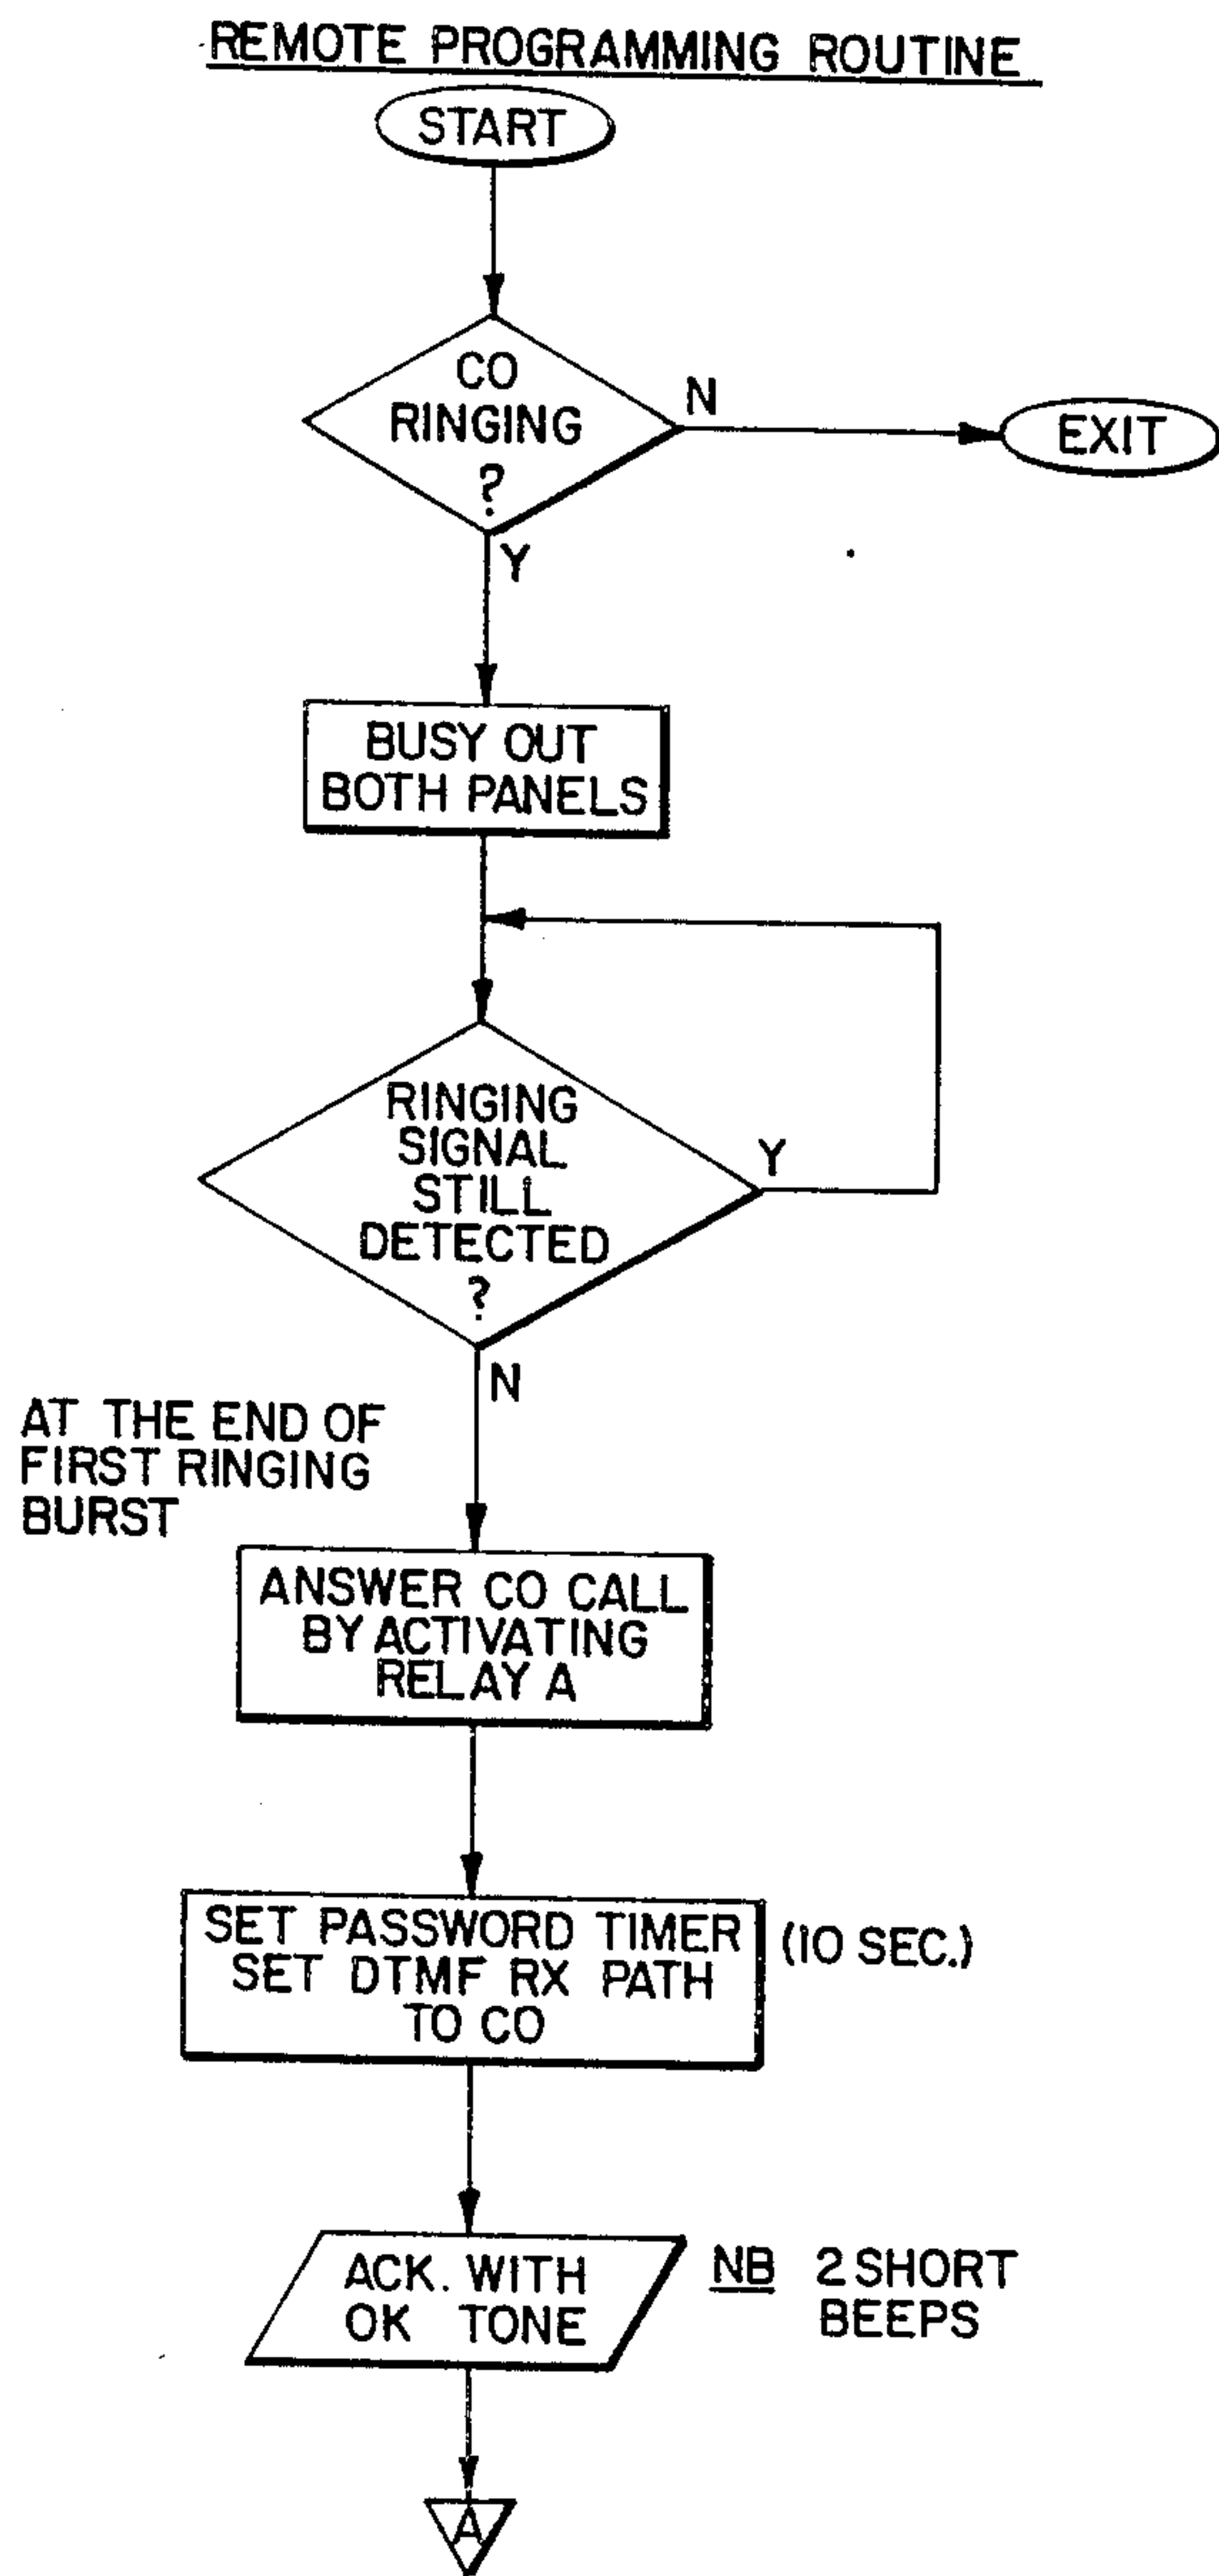 REMOTE PROGRAMMING ROUTINE
START
CO
RINGING
?
N
EXIT
Y
BUSY OUT
BOTH PANELS
RINGING
SIGNAL
STILL
DETECTED
?
Y
N
AT THE END OF
FIRST RINGING
BURST
ANSWER CO CALL
BY ACTIVATING
RELAY A
SET PASSWORD TIMER
SET DTMF RX PATH
TO CO
(10 SEC.)
ACK. WITH
OK TONE
NB 2 SHORT
BEEPS
A